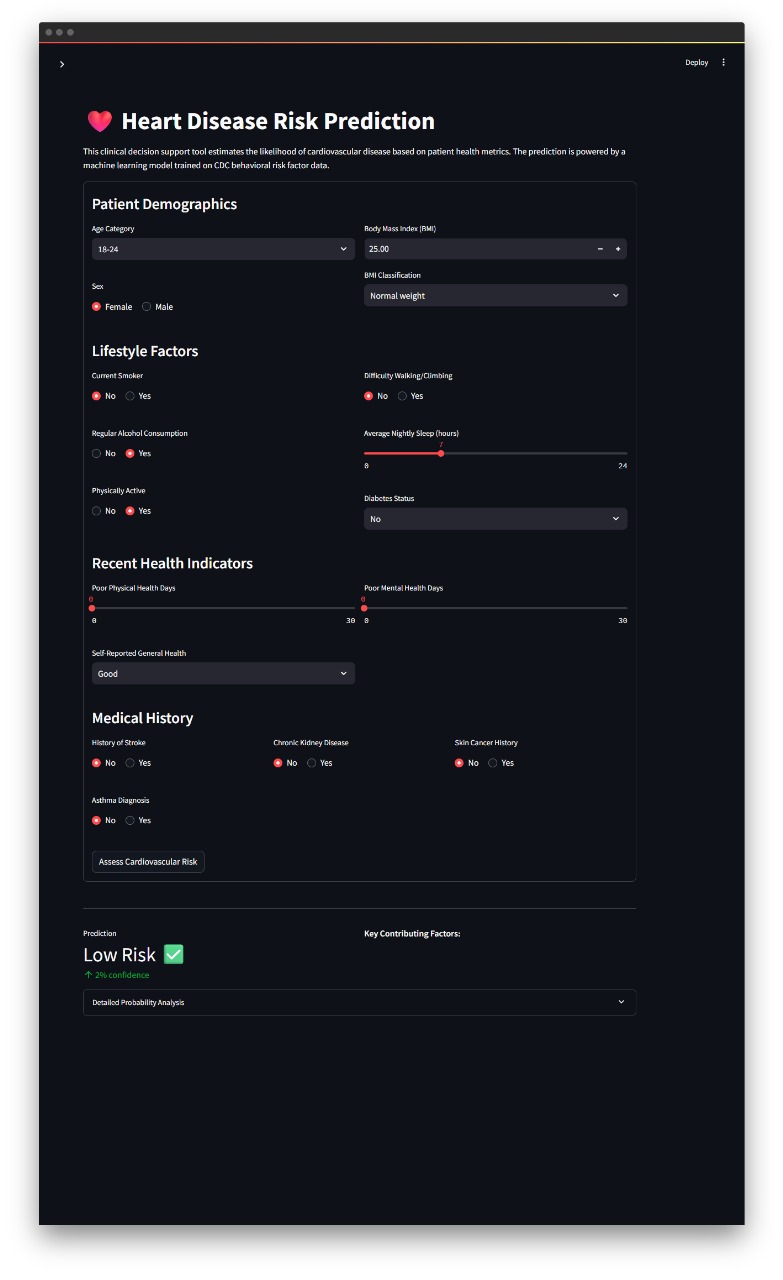 Deploy
Heart Disease Risk Prediction
This clinical decision support tool estimates the likelihood of cardiovascular disease based on patient health metrics. The prediction is powered by a
machine learning model trained on CDC behavioral risk factor data.
Patient Demographics
Age Category
18-24
Body Mass Index (BMI)
25.00
Sex
Female Male
BMI Classification
Normal weight
Lifestyle Factors
Current Smoker
No Yes
Difficulty Walking/Climbing
No Yes
Regular Alcohol Consumption
No Yes
Average Nightly Sleep (hours)
7
0 24
Physically Active
No Yes
Diabetes Status
No
Recent Health Indicators
Poor Physical Health Days
0
0 30
Poor Mental Health Days
0
0 30
Self-Reported General Health
Good
Medical History
History of Stroke
No Yes
Chronic Kidney Disease
No Yes
Skin Cancer History
No Yes
Asthma Diagnosis
No Yes
Assess Cardiovascular Risk
Prediction
Low Risk
2% confidence
Key Contributing Factors:
Detailed Probability Analysis